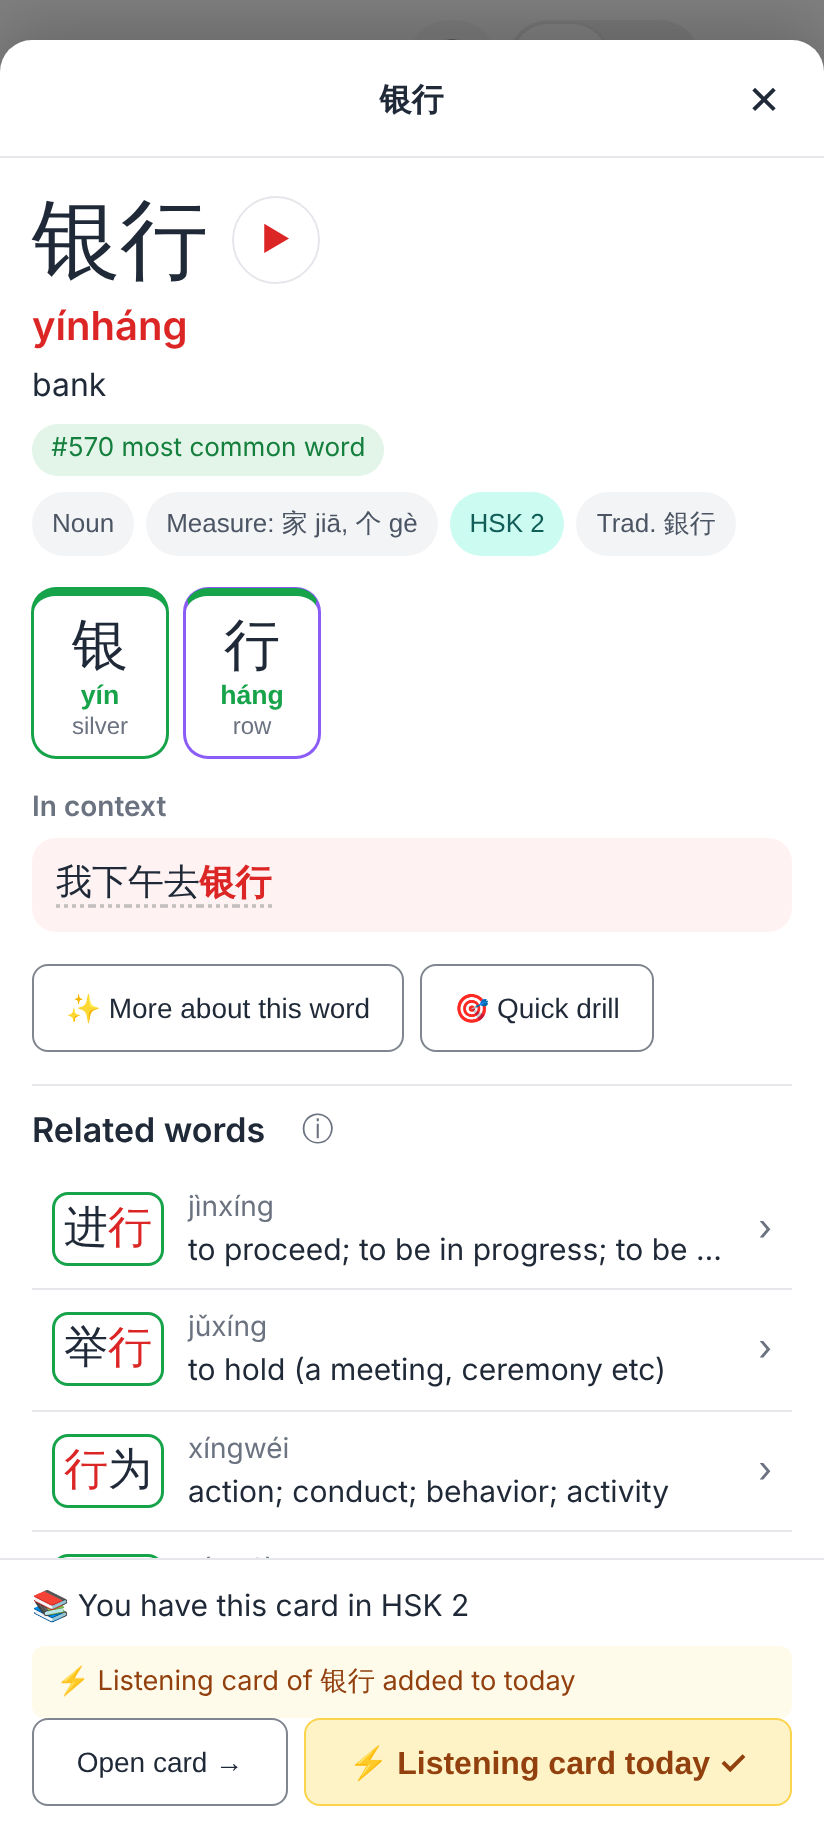 银行 ✕
银行
yínháng
bank
#570 most common word
Noun
Measure: 家 jiā, 个 gè
HSK 2
Trad. 銀行
银
yín
silver
行
háng
row
In context
我下午去银行
✨ More about this word
🎯 Quick drill
Related words ⓘ
进行
jìnxíng
to proceed; to be in progress; to be ...
举行
jǔxíng
to hold (a meeting, ceremony etc)
行为
xíngwéi
action; conduct; behavior; activity
📚 You have this card in HSK 2
⚡ Listening card of 银行 added to today
Open card →
⚡ Listening card today ✓